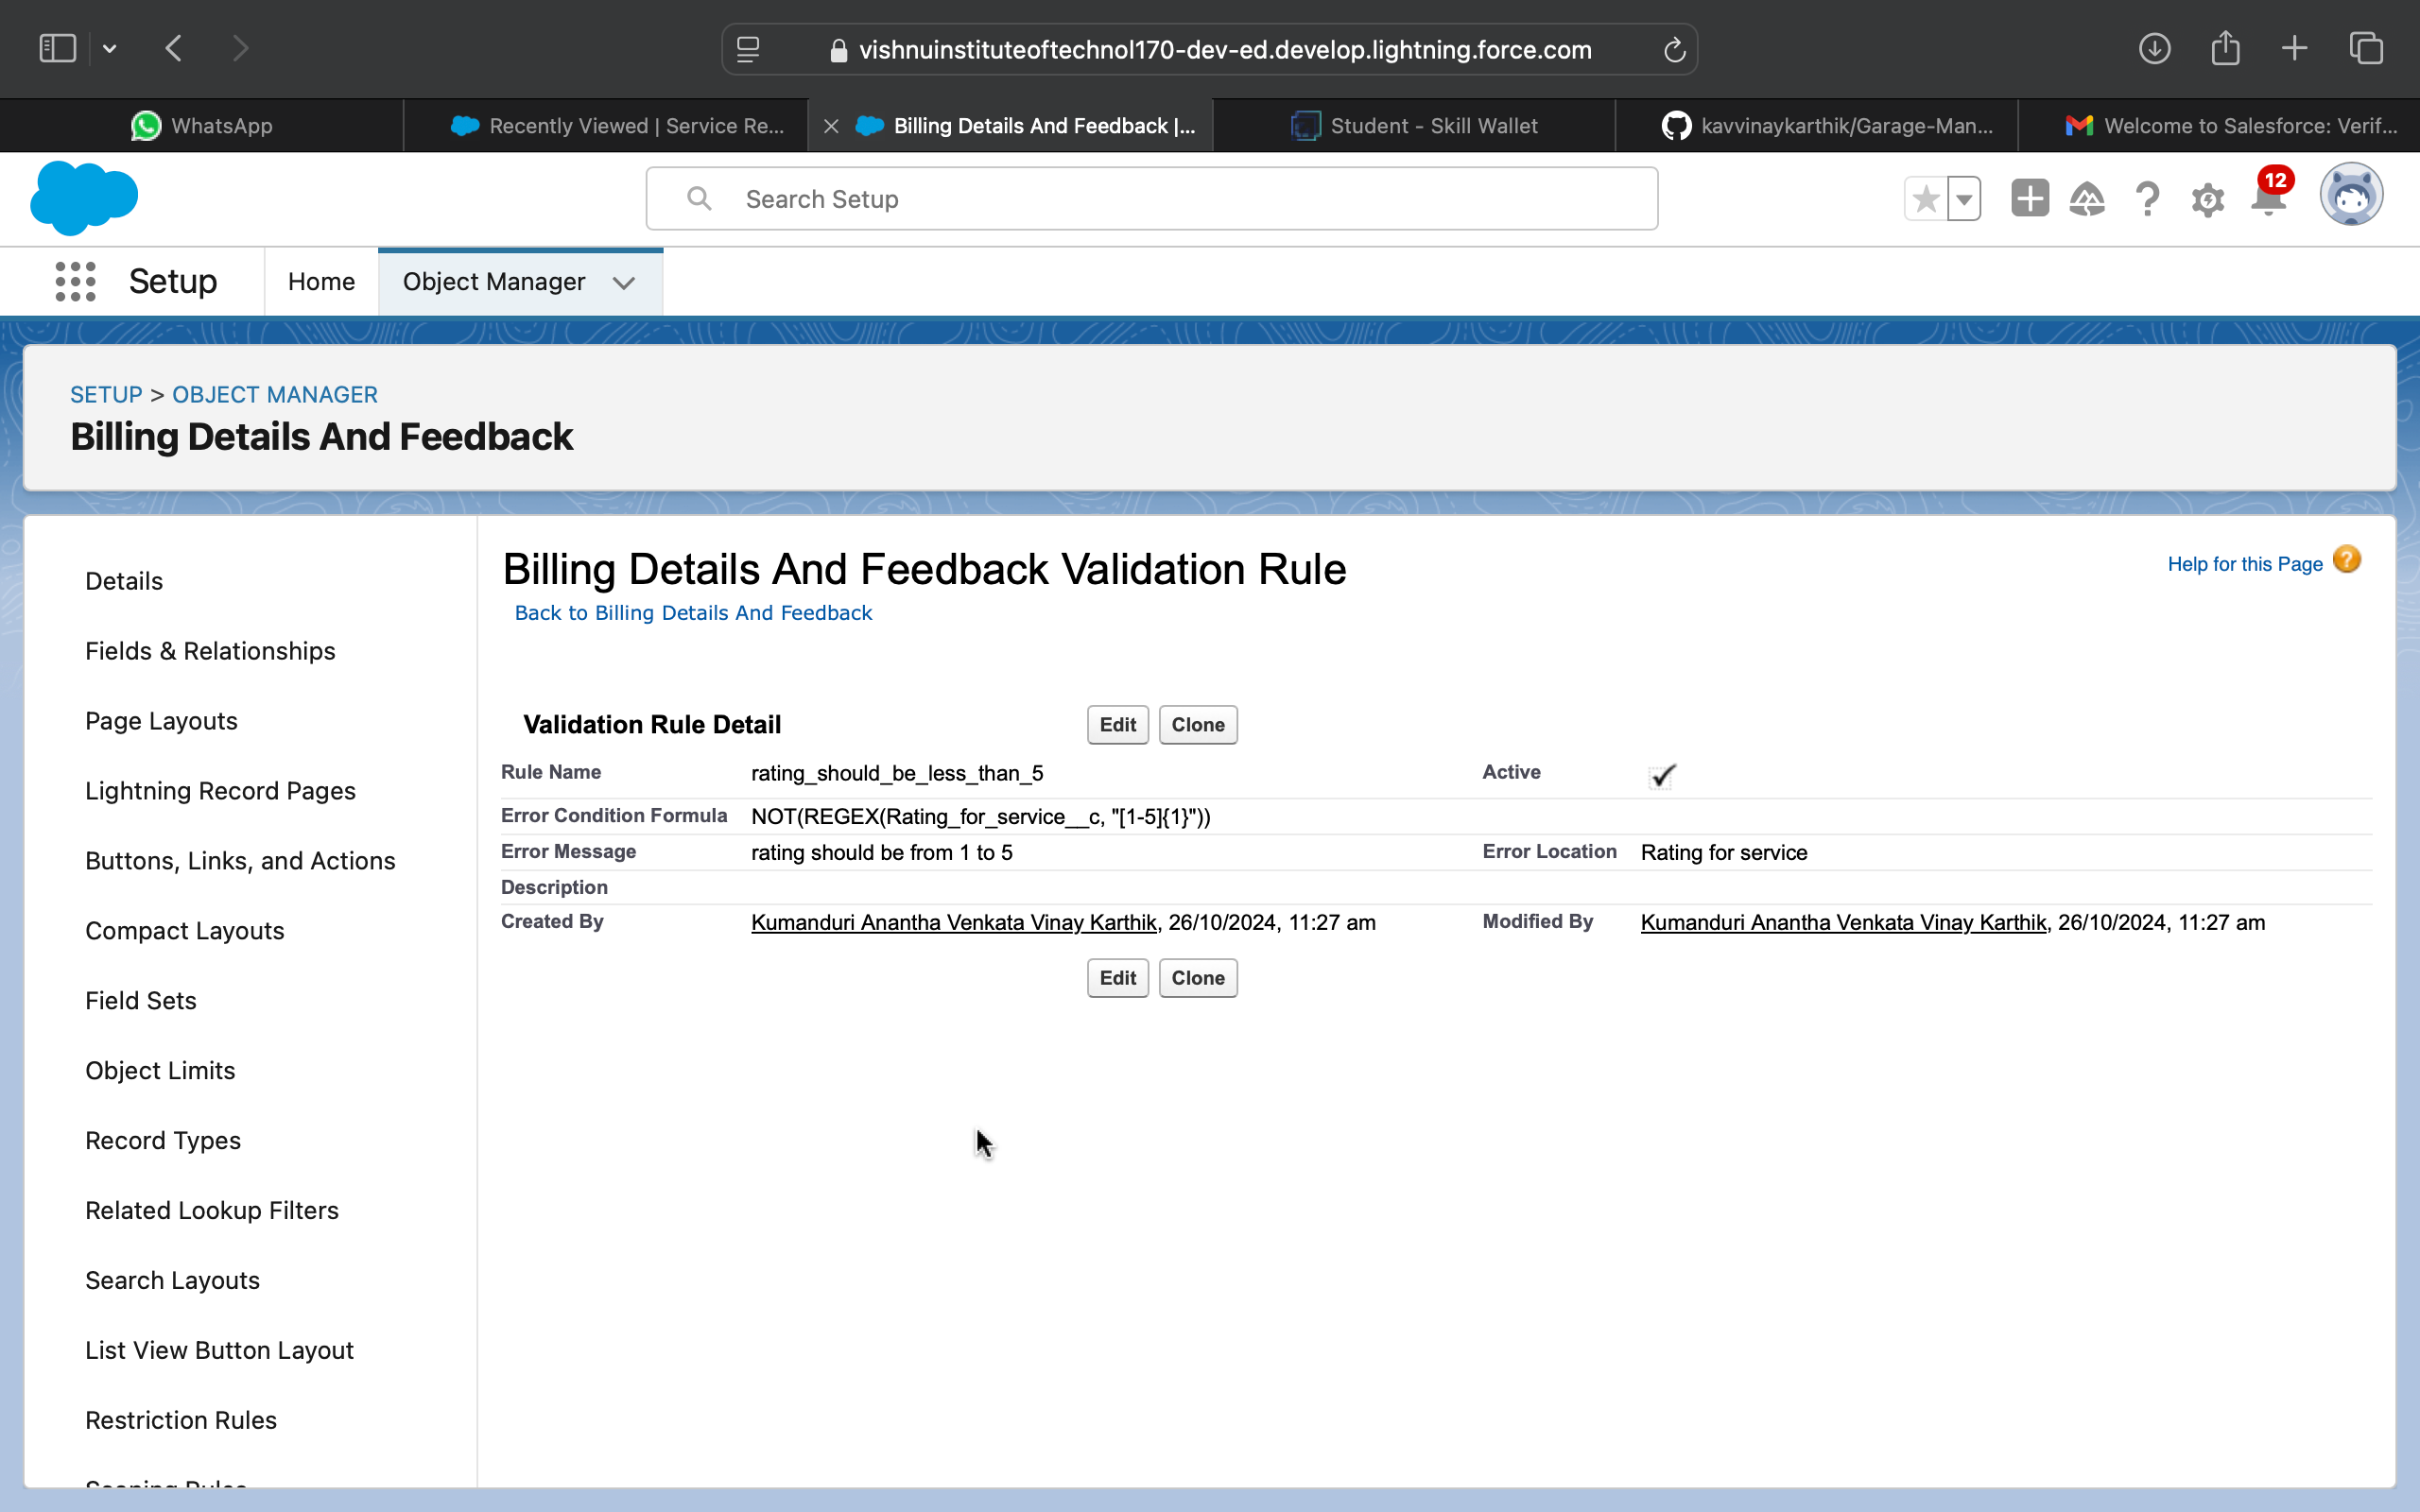 vishnuinstituteoftechnol170-dev-ed.develop.lightning.force.com
WhatsApp
Recently Viewed | Service Re...
Billing Details And Feedback |...
Student - Skill Wallet
kavvinaykarthik/Garage-Man...
Welcome to Salesforce: Verif...
Search Setup
12
Setup
Home
Object Manager
SETUP > OBJECT MANAGER
Billing Details And Feedback
Details
Fields & Relationships
Page Layouts
Lightning Record Pages
Buttons, Links, and Actions
Compact Layouts
Field Sets
Object Limits
Record Types
Related Lookup Filters
Search Layouts
List View Button Layout
Restriction Rules
Scoping Rules
Billing Details And Feedback Validation Rule
Help for this Page
Back to Billing Details And Feedback
Validation Rule Detail
Edit Clone
Rule Name rating_should_be_less_than_5 Active
Error Condition Formula NOT(REGEX(Rating_for_service__c, "[1-5]{1}"))
Error Message rating should be from 1 to 5 Error Location Rating for service
Description
Created By Kumanduri Anantha Venkata Vinay Karthik, 26/10/2024, 11:27 am Modified By Kumanduri Anantha Venkata Vinay Karthik, 26/10/2024, 11:27 am
Edit Clone